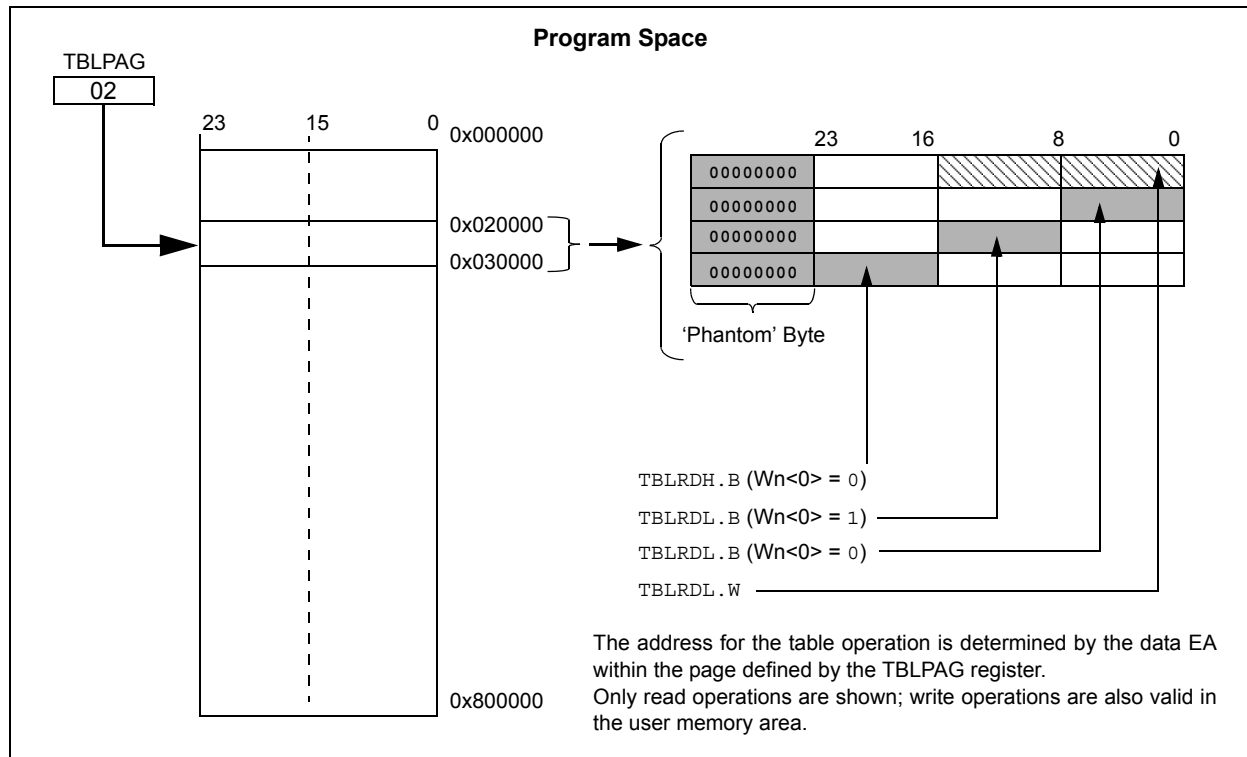 Program Space
TBLPAG
02
23 15 0
0x000000
0x020000
0x030000
0x800000
23 16 8 0
00000000
00000000
00000000
00000000
‘Phantom’ Byte
TBLRDH.B (Wn<0> = 0)
TBLRDL.B (Wn<0> = 1)
TBLRDL.B (Wn<0> = 0)
TBLRDL.W
The address for the table operation is determined by the data EA
within the page defined by the TBLPAG register.
Only read operations are shown; write operations are also valid in
the user memory area.